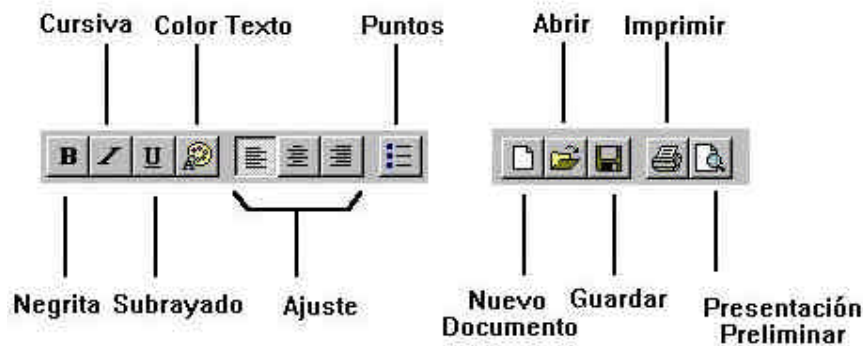 Cursiva Color Texto Puntos Abrir Imprimir
B I U A
Negrita Subrayado Ajuste Nuevo Documento Guardar Presentación Preliminar